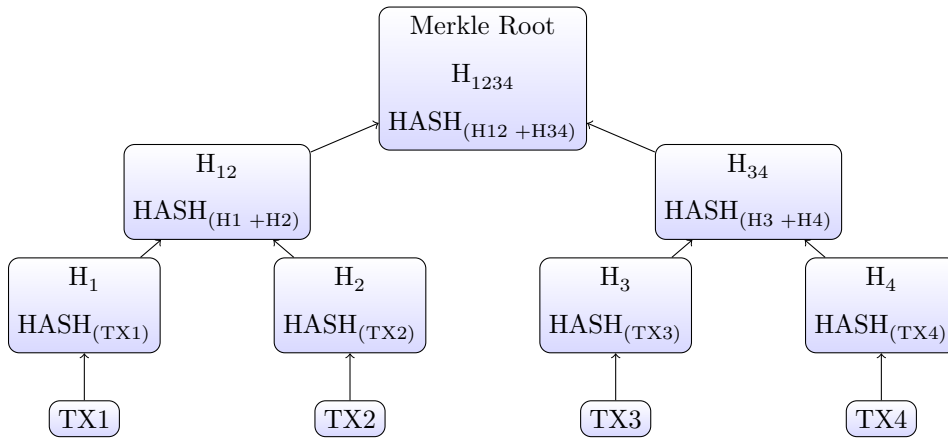 Merkle Root
H1234
HASH(H12 +H34)
H12
HASH(H1 +H2)
H34
HASH(H3 +H4)
H1
HASH(TX1)
H2
HASH(TX2)
H3
HASH(TX3)
H4
HASH(TX4)
TX1
TX2
TX3
TX4